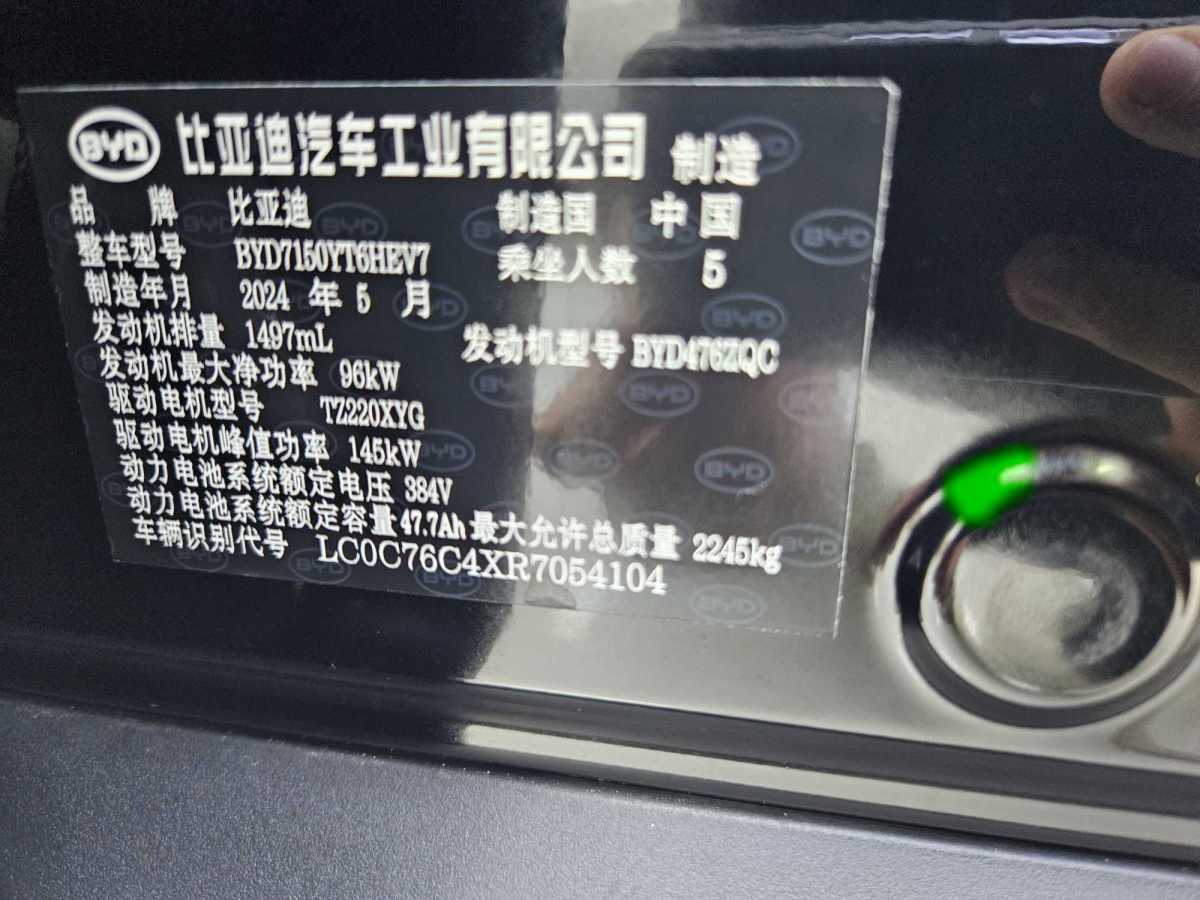 BYD 比亚迪汽车工业有限公司 制造
品 牌 比亚迪 制造国 中国
整车型号 BYD7150YT6HEV7 乘坐人数 5
制造年月 2024 年 5 月
发动机排量 1497mL 发动机型号 BYD476ZQC
发动机最大净功率 96kW
驱动电机型号 TZ220XYG
驱动电机峰值功率 145kW
动力电池系统额定电压 384V
动力电池系统额定容量 47.7Ah 最大允许总质量 2245kg
车辆识别代号 LC0C76C4XR7054104